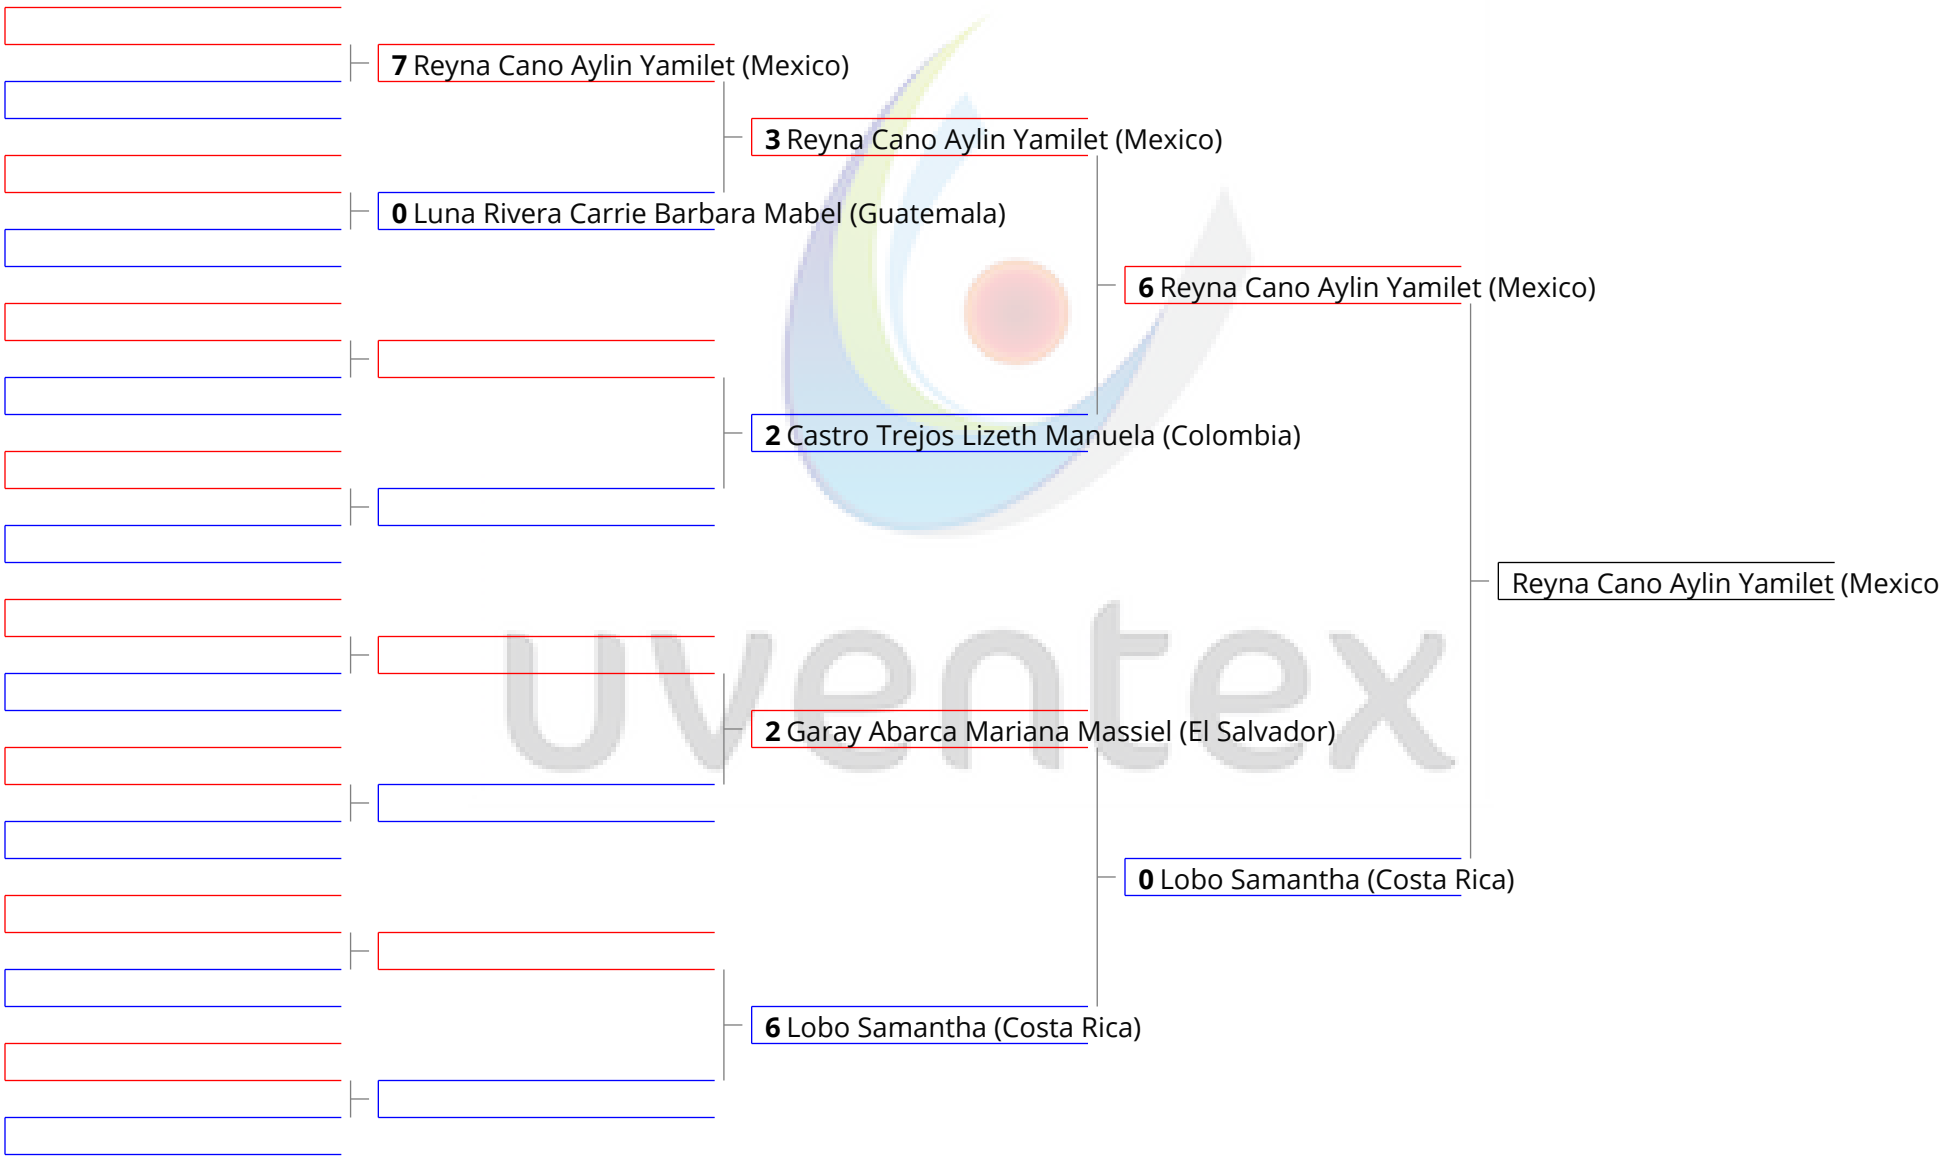 7 Reyna Cano Aylin Yamilet (Mexico)
3 Reyna Cano Aylin Yamilet (Mexico)
0 Luna Rivera Carrie Barbara Mabel (Guatemala)
6 Reyna Cano Aylin Yamilet (Mexico)
2 Castro Trejos Lizeth Manuela (Colombia)
Reyna Cano Aylin Yamilet (Mexico
uventex
2 Garay Abarca Mariana Massiel (El Salvador)
0 Lobo Samantha (Costa Rica)
6 Lobo Samantha (Costa Rica)